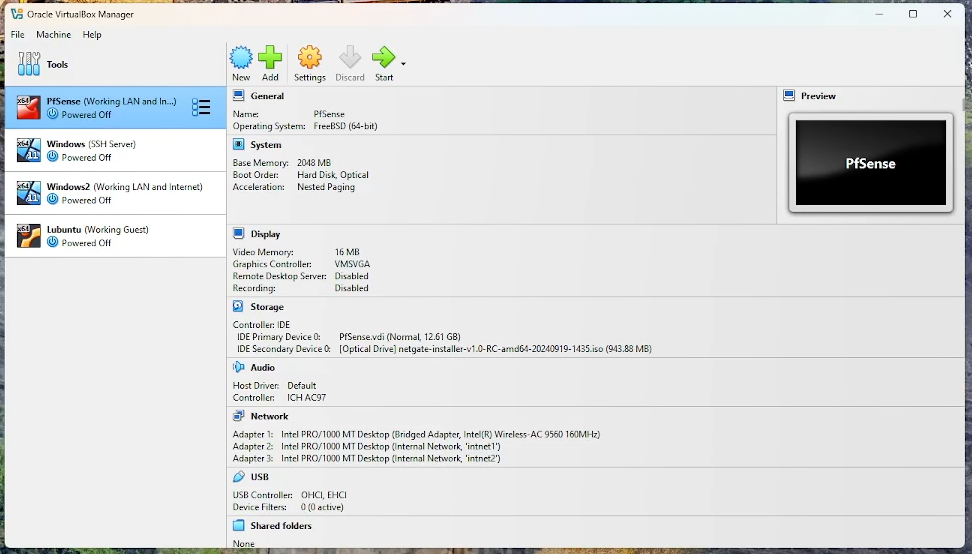 Oracle VirtualBox Manager
File Machine Help
Tools
New Add Settings Discard Start
x64 PfSense (Working LAN and In...)
Powered Off
x64 11 Windows (SSH Server)
Powered Off
x64 11 Windows2 (Working LAN and Internet)
Powered Off
x64 Lubuntu (Working Guest)
Powered Off
General
Name: PfSense
Operating System: FreeBSD (64-bit)
System
Base Memory: 2048 MB
Boot Order: Hard Disk, Optical
Acceleration: Nested Paging
Preview
PfSense
Display
Video Memory: 16 MB
Graphics Controller: VMSVGA
Remote Desktop Server: Disabled
Recording: Disabled
Storage
Controller: IDE
IDE Primary Device 0: PfSense.vdi (Normal, 12.61 GB)
IDE Secondary Device 0: [Optical Drive] netgate-installer-v1.0-RC-amd64-20240919-1435.iso (943.88 MB)
Audio
Host Driver: Default
Controller: ICH AC97
Network
Adapter 1: Intel PRO/1000 MT Desktop (Bridged Adapter, Intel(R) Wireless-AC 9560 160MHz)
Adapter 2: Intel PRO/1000 MT Desktop (Internal Network, 'intnet1')
Adapter 3: Intel PRO/1000 MT Desktop (Internal Network, 'intnet2')
USB
USB Controller: OHCI, EHCI
Device Filters: 0 (0 active)
Shared folders
None